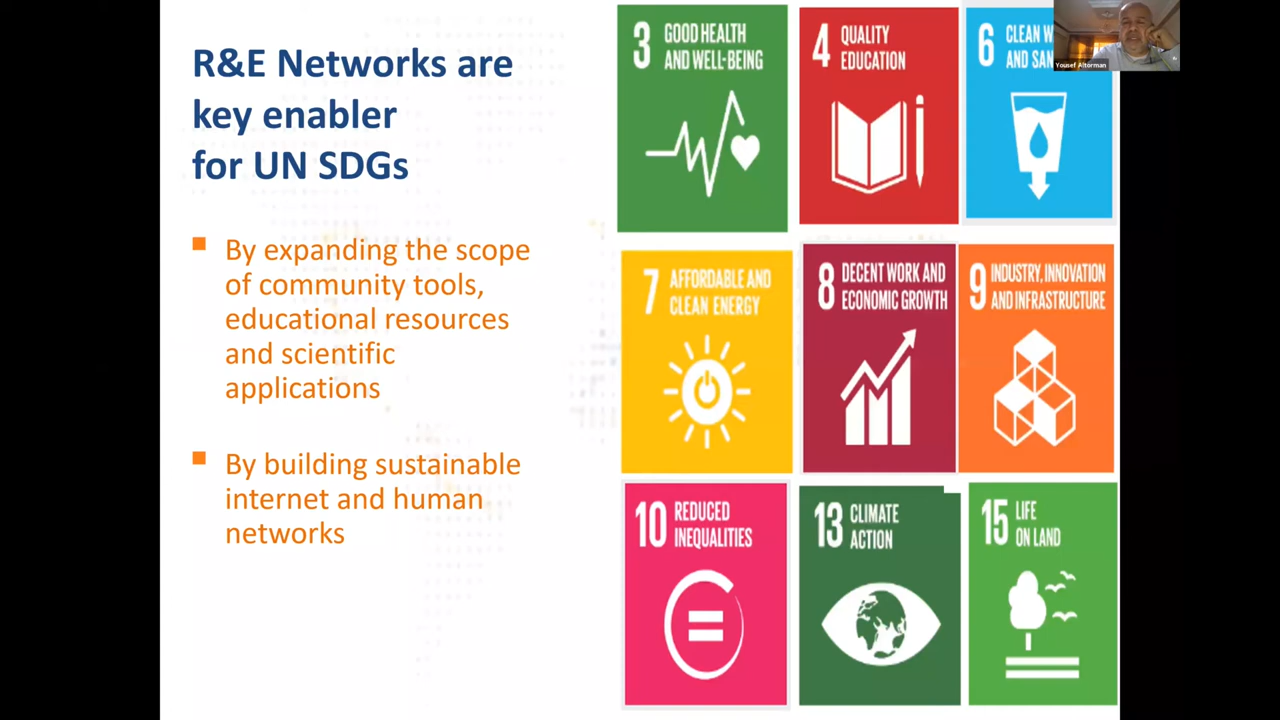 R&E Networks are
key enabler
for UN SDGs
By expanding the scope
of community tools,
educational resources
and scientific
applications
By building sustainable
internet and human
networks
3 GOOD HEALTH
AND WELL-BEING
4 QUALITY
EDUCATION
6 CLEAN W
AND SAN
7 AFFORDABLE AND
CLEAN ENERGY
8 DECENT WORK AND
ECONOMIC GROWTH
9 INDUSTRY, INNOVATION
AND INFRASTRUCTURE
10 REDUCED
INEQUALITIES
13 CLIMATE
ACTION
15 LIFE
ON LAND
Yousef Altorman